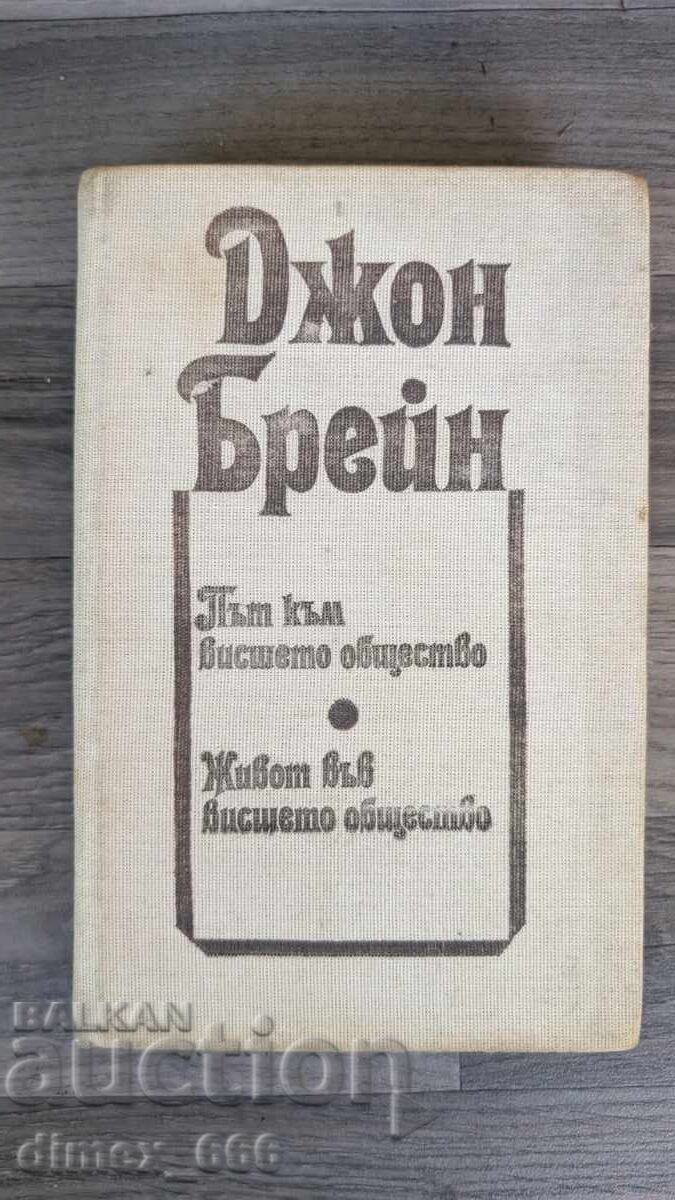 Джон
Брейн
Път към
висшето общество
Живот във
висшето общество
BALKAN
auction
dimex_666